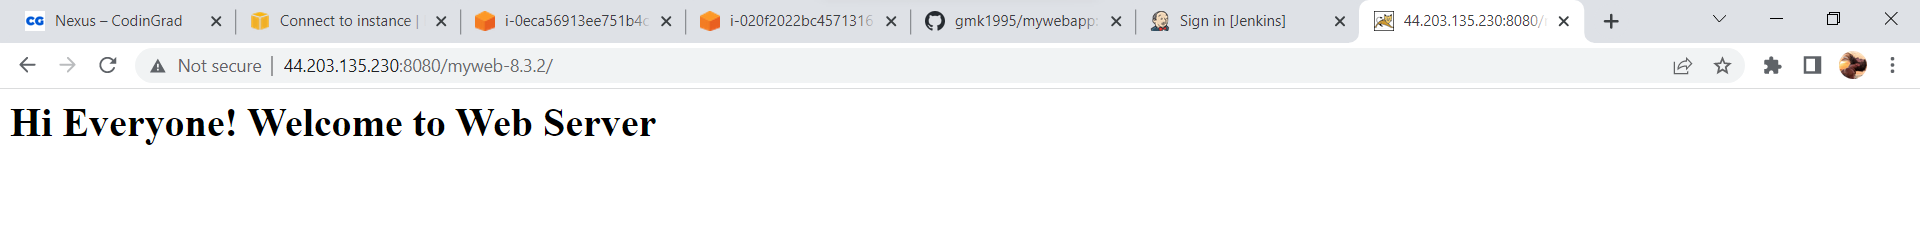 CG Nexus – CodinGrad
Connect to instance |
i-0eca56913ee751b4c
i-020f2022bc4571316
gmk1995/mywebapp:
Sign in [Jenkins]
44.203.135.230:8080/
Not secure | 44.203.135.230:8080/myweb-8.3.2/
Hi Everyone! Welcome to Web Server